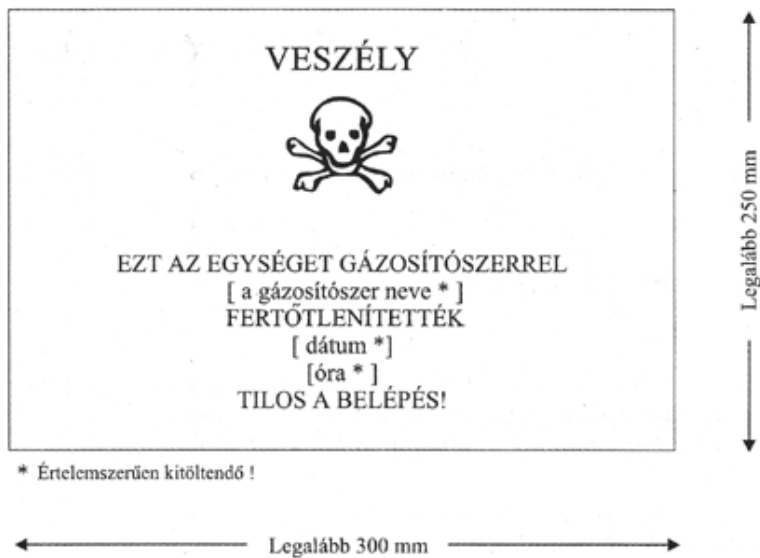 VESZÉLY
EZT AZ EGYSÉGET GÁZOSÍTÓSZERREL
[ a gázosítószer neve * ]
FERTŐTLENÍTETTÉK
[ dátum *]
[óra * ]
TILOS A BELÉPÉS!
* Értelemszerűen kitöltendő !
Legalább 300 mm
Legalább 250 mm